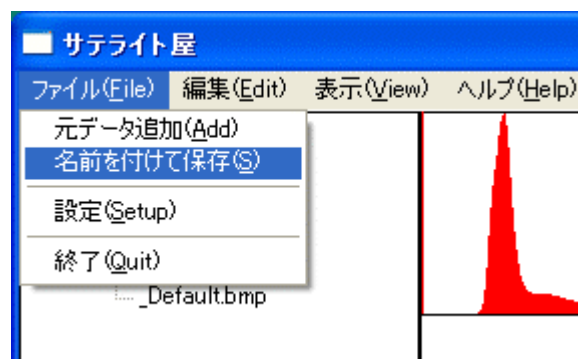 サテライト屋
ファイル(File) 編集(Edit) 表示(View) ヘルプ(Help)
元データ追加(Add)
名前を付けて保存(S)
設定(Setup)
終了(Quit)
_Default.bmp